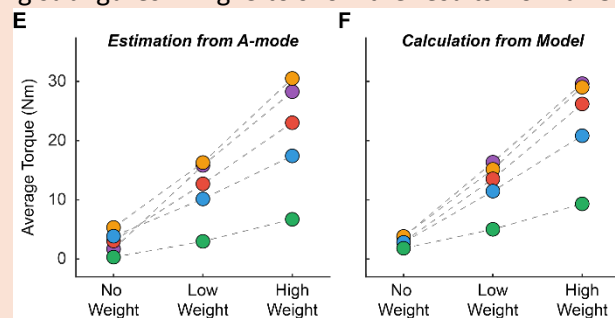 E
Estimation from A-mode
F
Calculation from Model
Average Torque (Nm)
30
20
10
0
No Weight
Low Weight
High Weight
No Weight
Low Weight
High Weight